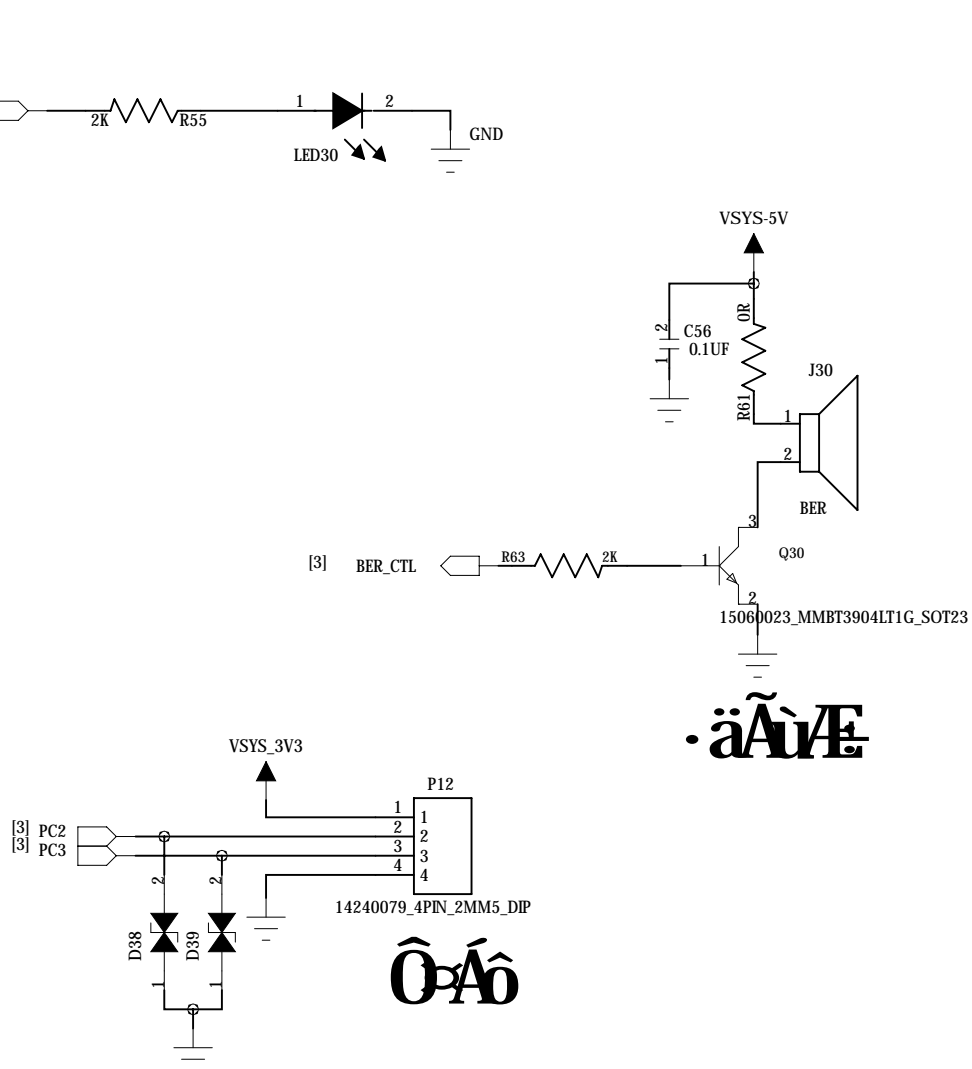 1 2
2K R55
GND
LED30
VSYS-5V
0R
2 C56
0.1UF
1
J30
R61
1
2
BER
3
[3] BER_CTL R63 2K 1 Q30
2
15060023_MMBT3904LT1G_SOT23
·äÃùÆ÷
VSYS_3V3
P12
1 1
[3] PC2 2 2
[3] PC3 3 3
4 4
2 2
14240079_4PIN_2MM5_DIP
D38 D39
Ô¤Áô
1 1